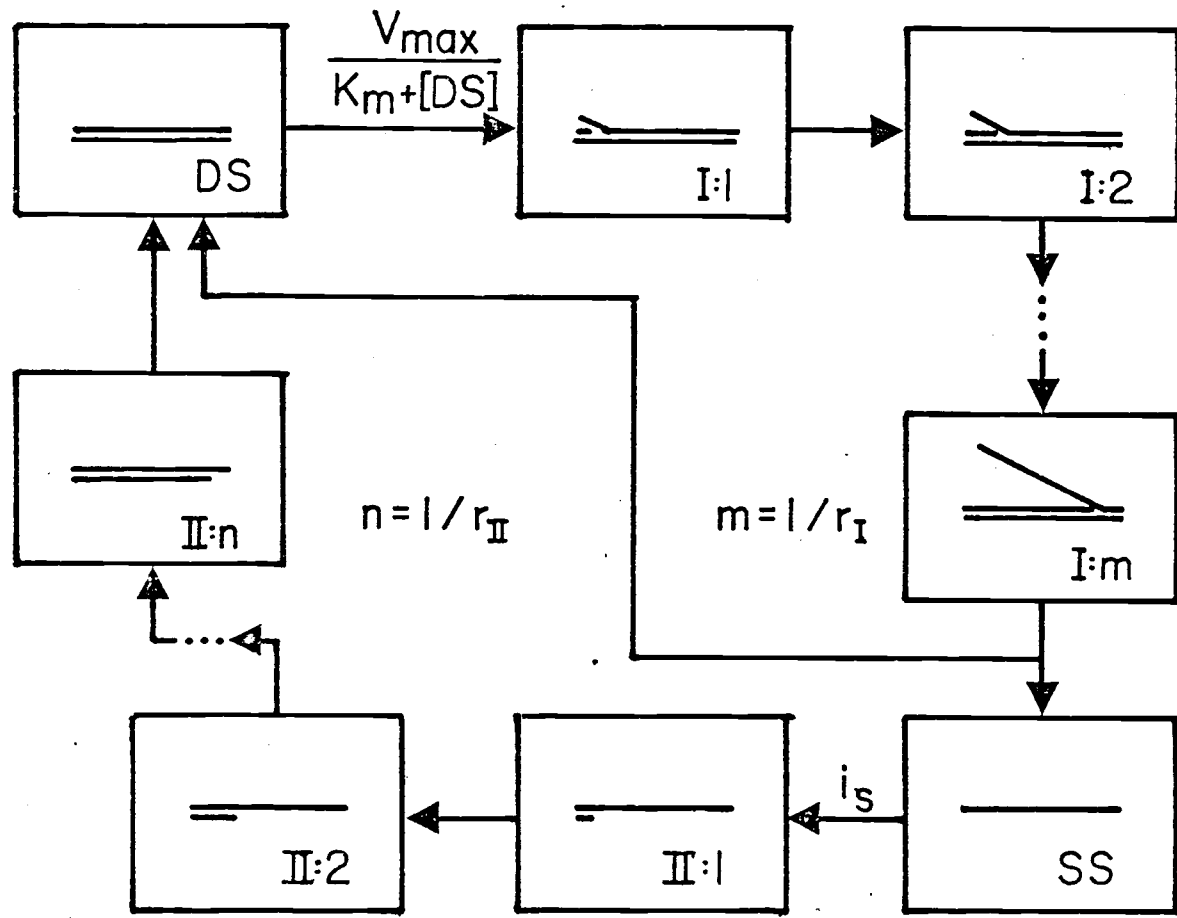 V_max
K_m+[DS]
DS
I:1
I:2
II:n
n=1/r_II
m=1/r_I
I:m
i_s
II:2
II:1
SS